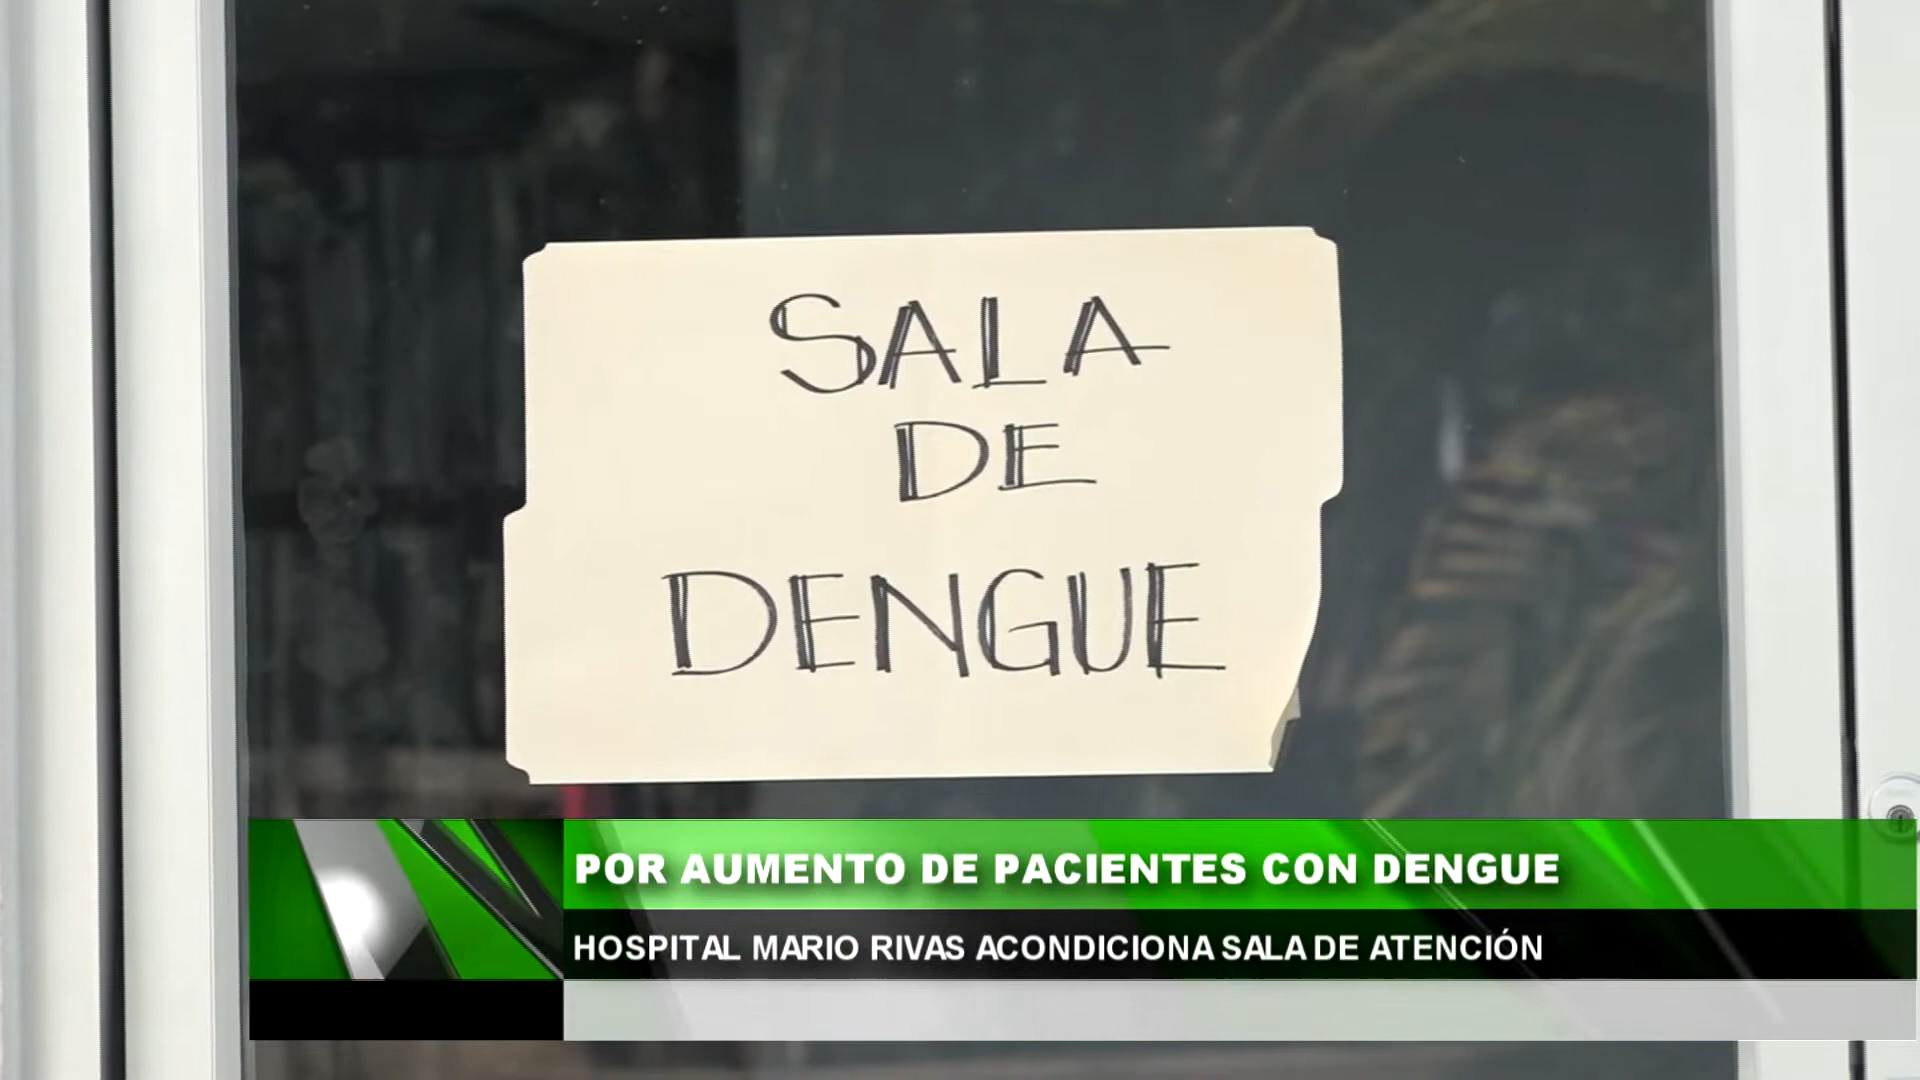 SALA
DE
DENGUE
POR AUMENTO DE PACIENTES CON DENGUE
HOSPITAL MARIO RIVAS ACONDICIONA SALA DE ATENCIÓN